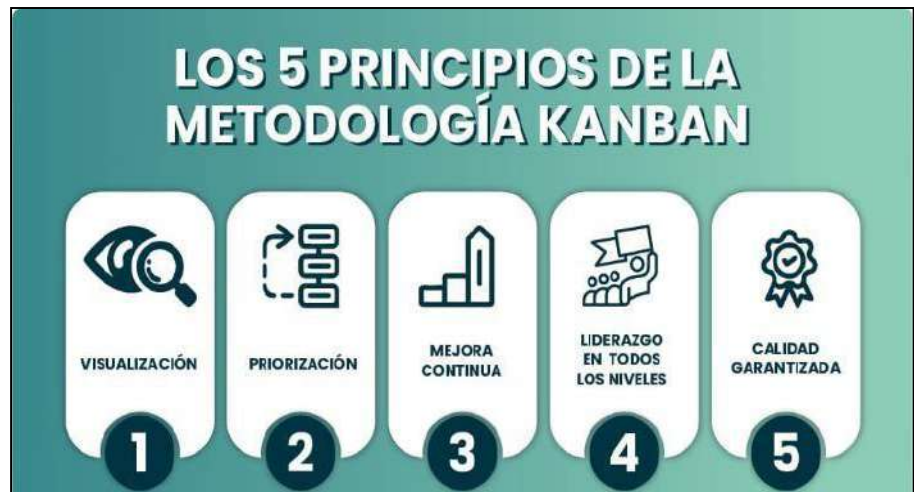 LOS 5 PRINCIPIOS DE LA
METODOLOGÍA KANBAN
VISUALIZACIÓN
1
PRIORIZACIÓN
2
MEJORA
CONTINUA
3
LIDERAZGO
EN TODOS
LOS NIVELES
4
CALIDAD
GARANTIZADA
5